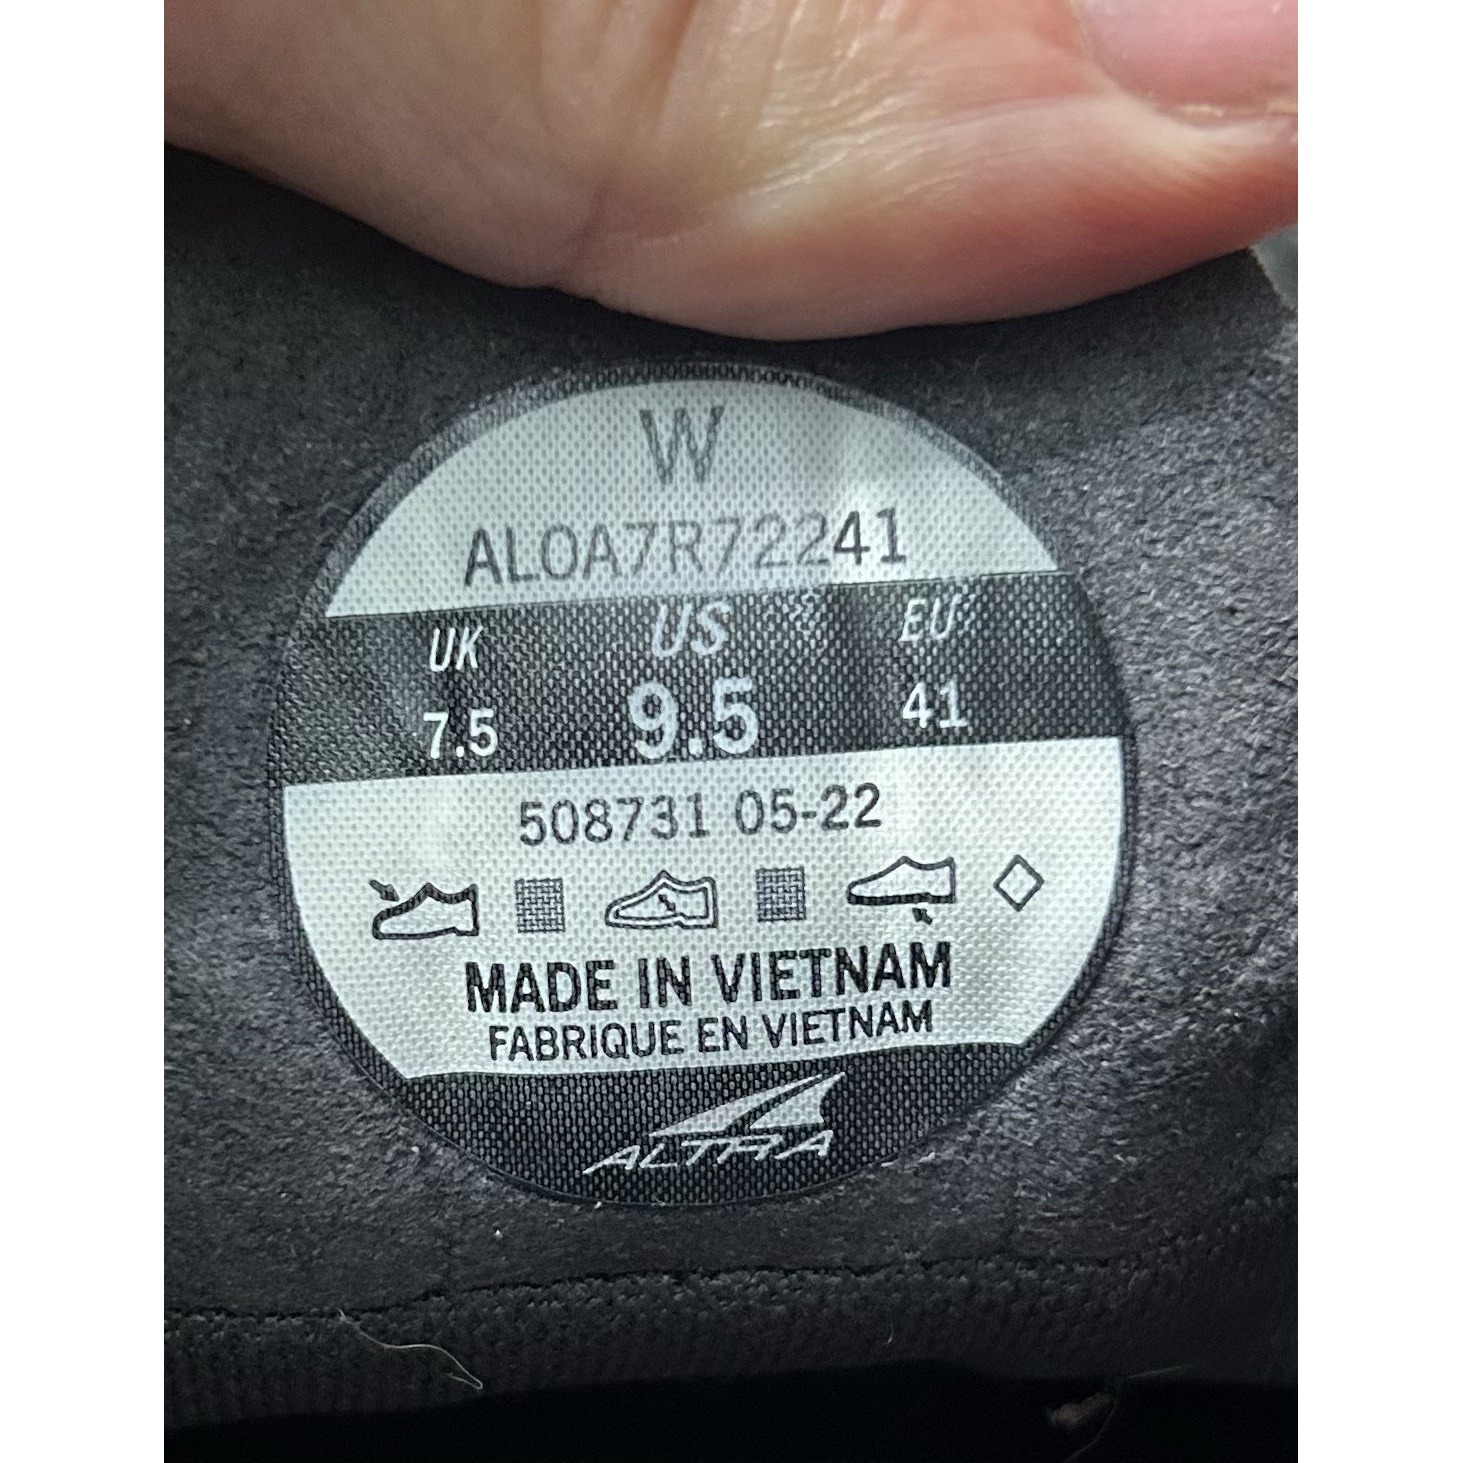 W
AL0A7R72241
UK US EU
7.5 9.5 41
508731 05-22
MADE IN VIETNAM
FABRIQUE EN VIETNAM
ALTRA